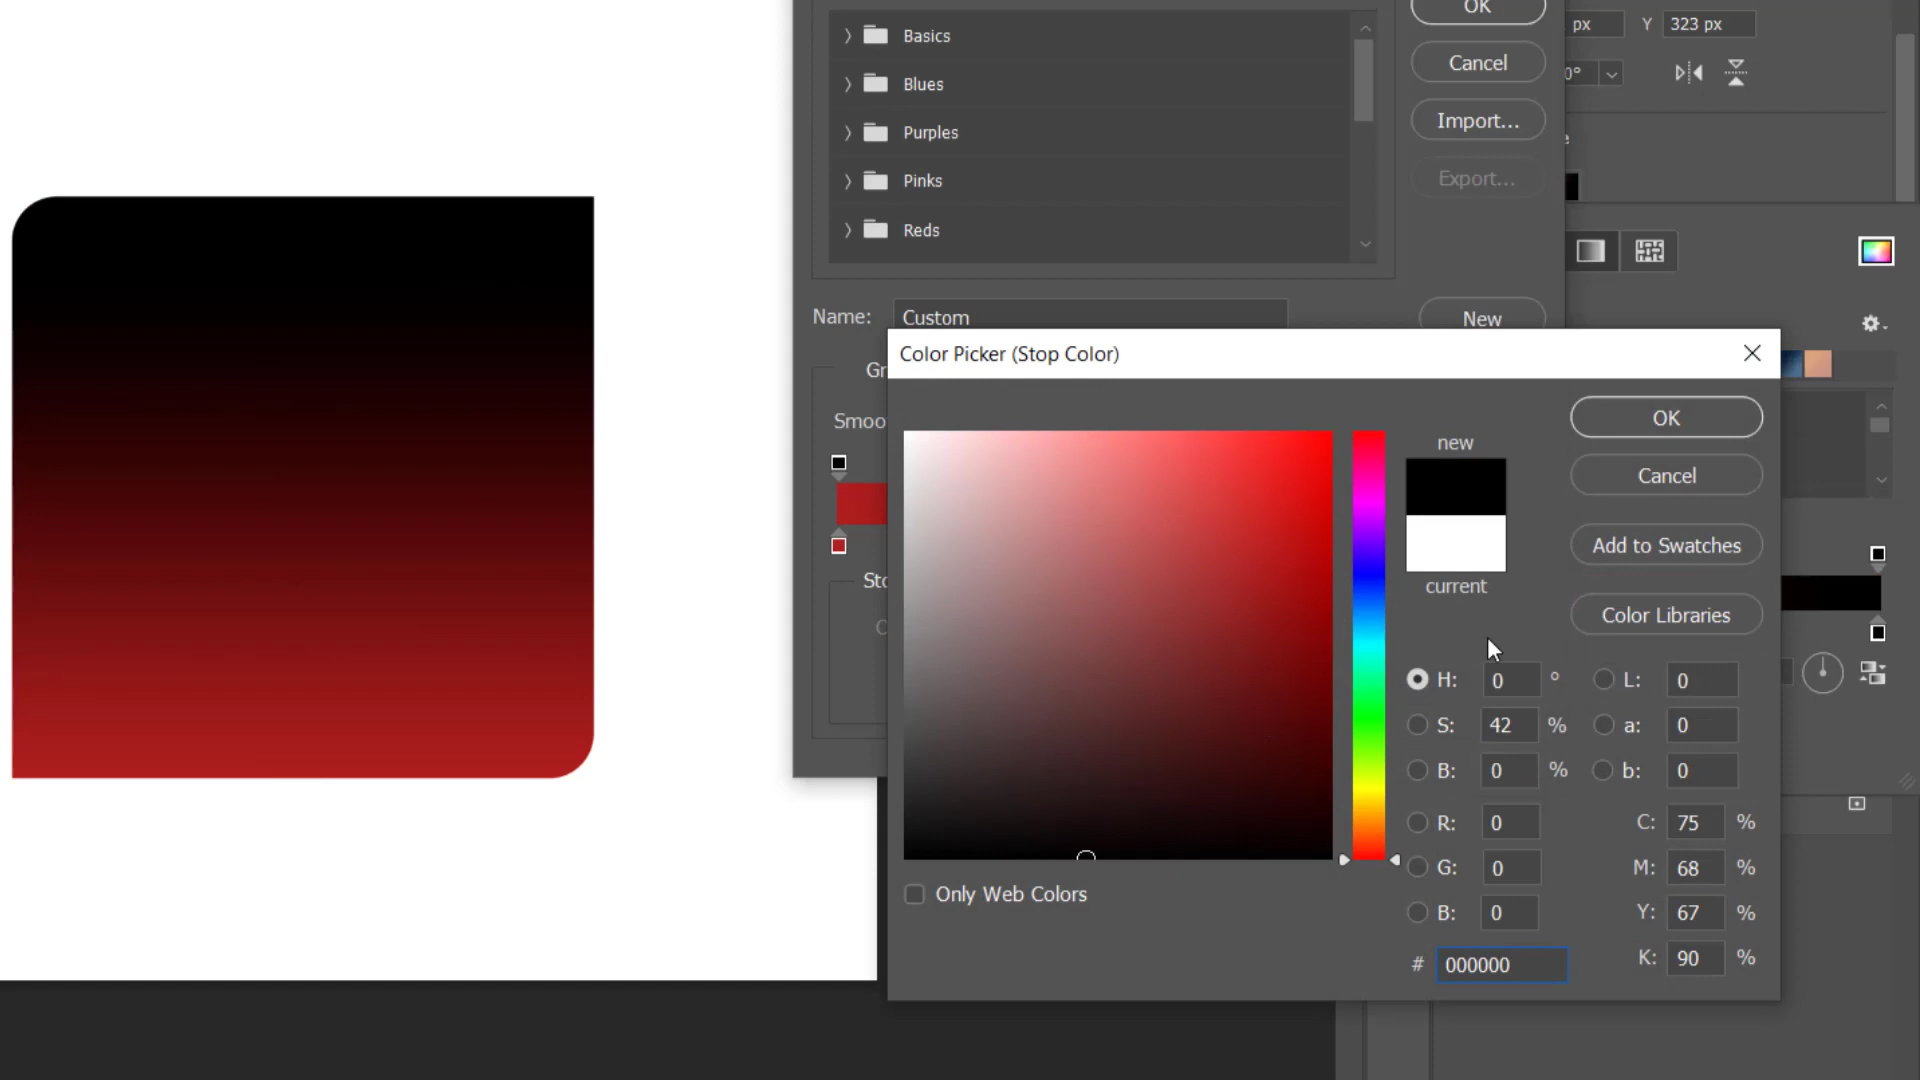 OK
px Y 323 px
Basics
Cancel
0°
Blues
Import...
Purples
Export...
Pinks
Reds
Name: Custom New
Color Picker (Stop Color)
Gr
Smoo
OK
new
Cancel
Add to Swatches
Sto
current
Color Libraries
H: 0 ° L: 0
S: 42 % a: 0
B: 0 % b: 0
R: 0 C: 75 %
G: 0 M: 68 %
Only Web Colors
B: 0 Y: 67 %
# 000000 K: 90 %